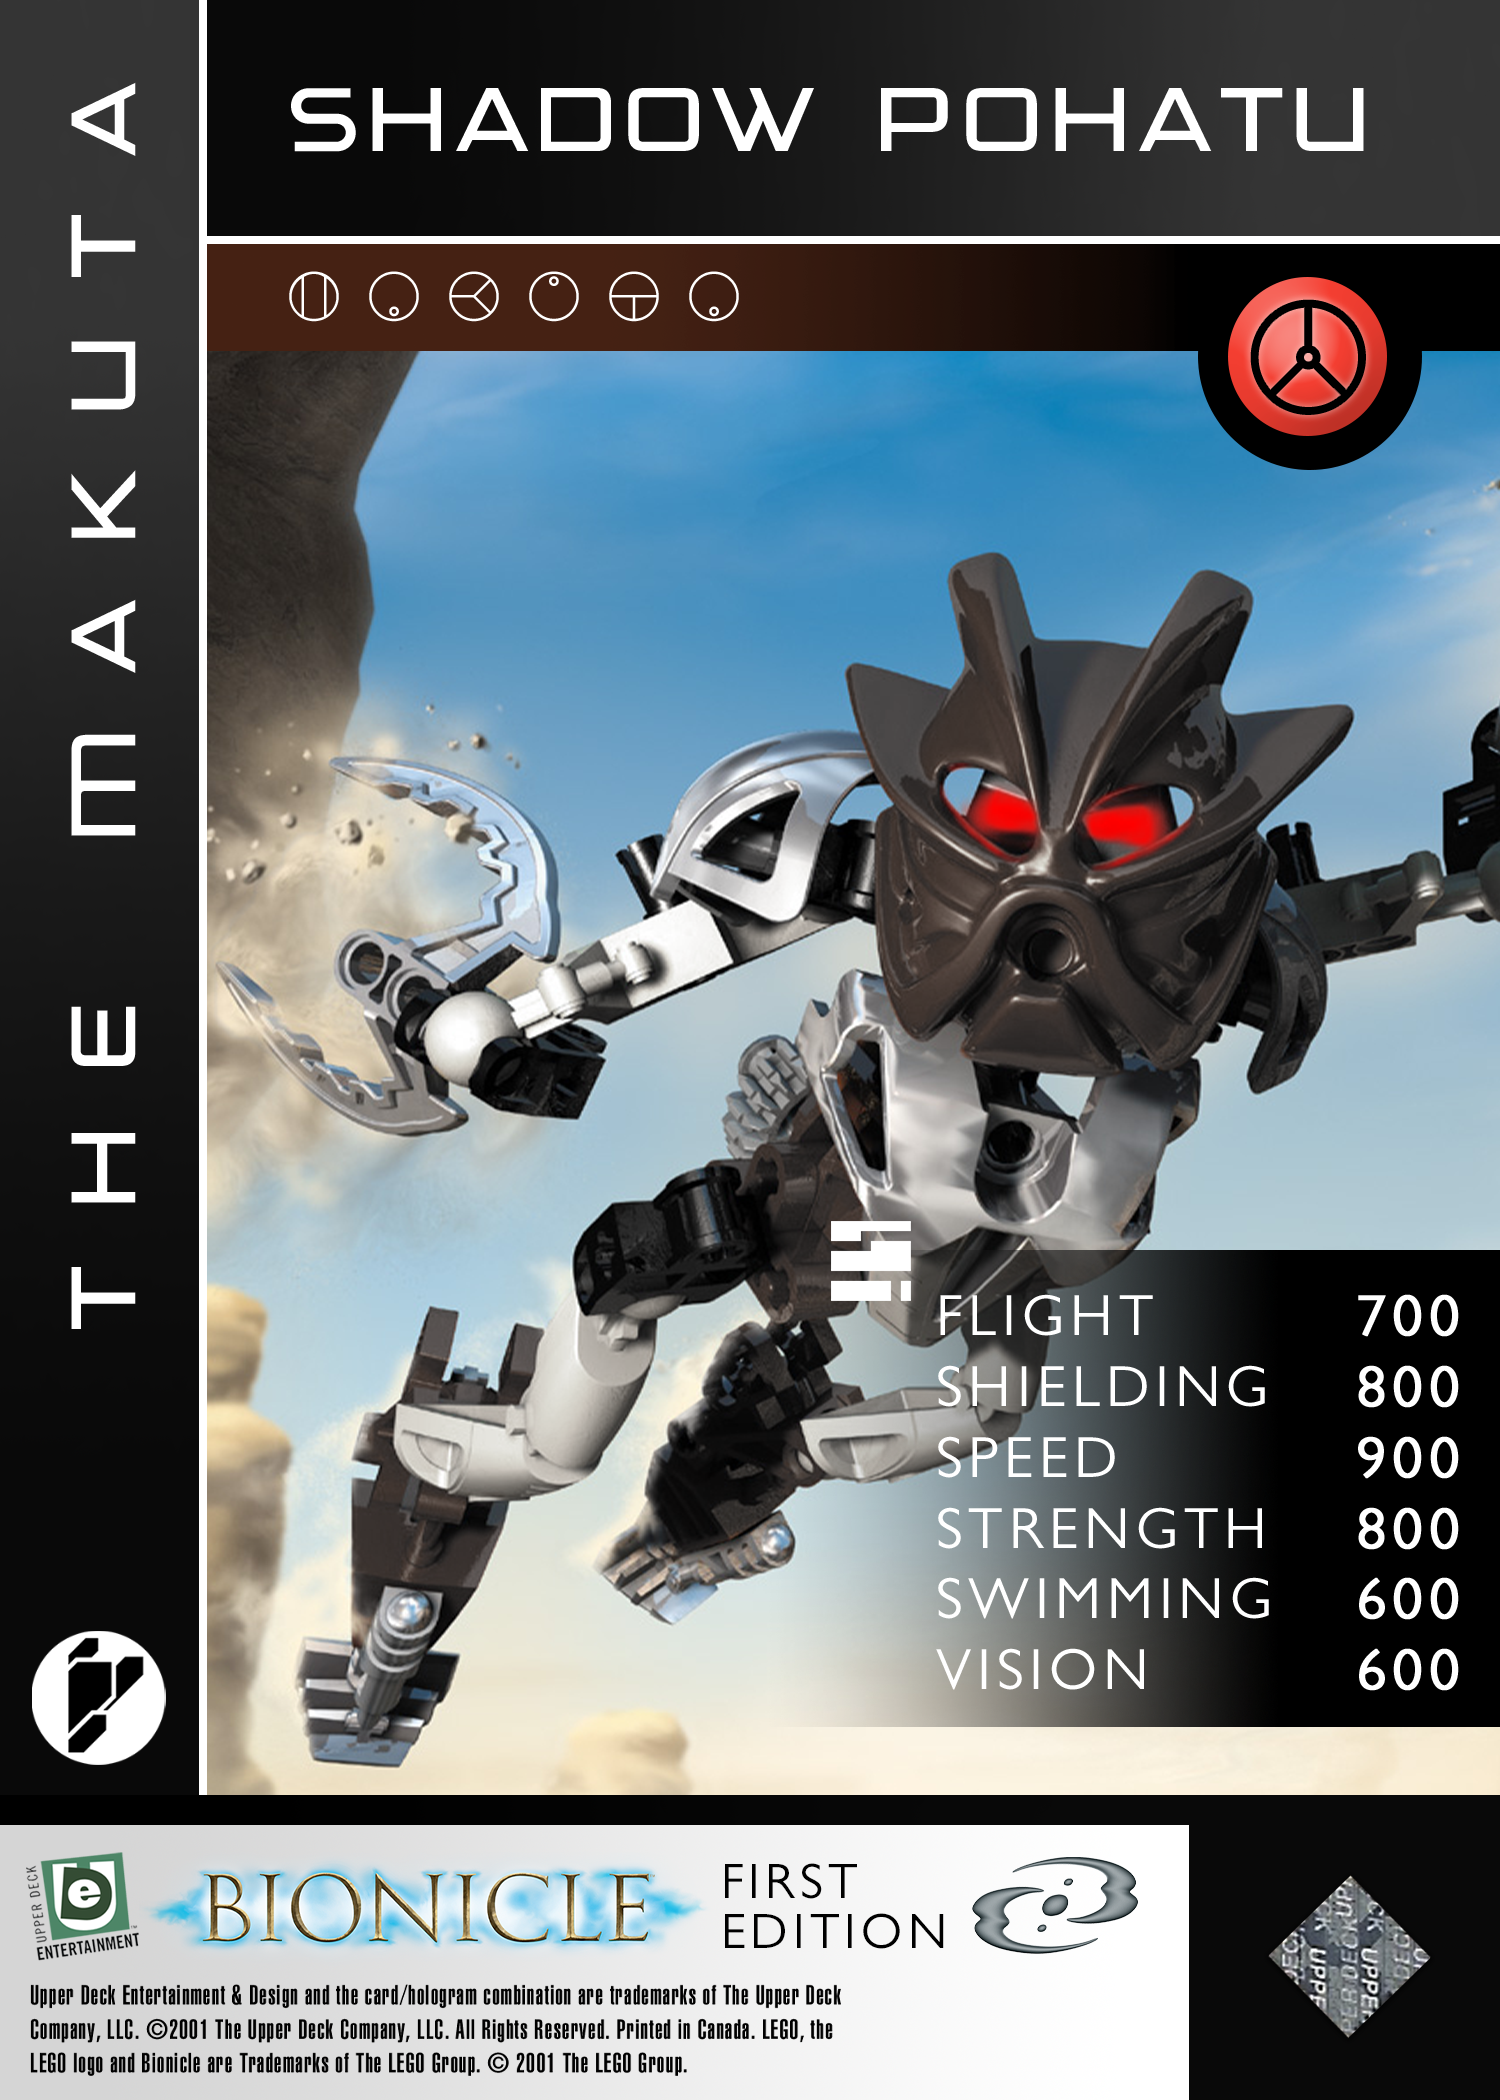 THE MAKUTA
SHADOW POHATU
FLIGHT 700
SHIELDING 800
SPEED 900
STRENGTH 800
SWIMMING 600
VISION 600
UPPER DECK
e
ENTERTAINMENT
BIONICLE
FIRST
EDITION
Upper Deck Entertainment & Design and the card/hologram combination are trademarks of The Upper Deck
Company, LLC. ©2001 The Upper Deck Company, LLC. All Rights Reserved. Printed in Canada. LEGO, the
LEGO logo and Bionicle are Trademarks of The LEGO Group. © 2001 The LEGO Group.